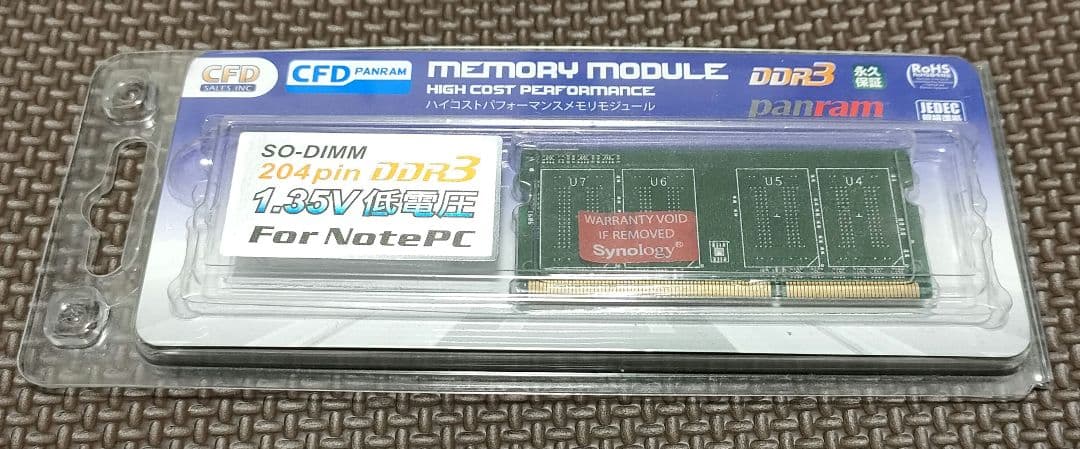 CFD
SALES INC
CFD PANRAM
MEMORY MODULE
HIGH COST PERFORMANCE
ハイコストパフォーマンスメモリモジュール
DDR3
永久
保証
RoHS
panram
JEDEC
SO-DIMM
204pin DDR3
1.35V 低電圧
For NotePC
U7
U6
U5
U4
WARRANTY VOID
IF REMOVED
Synology®